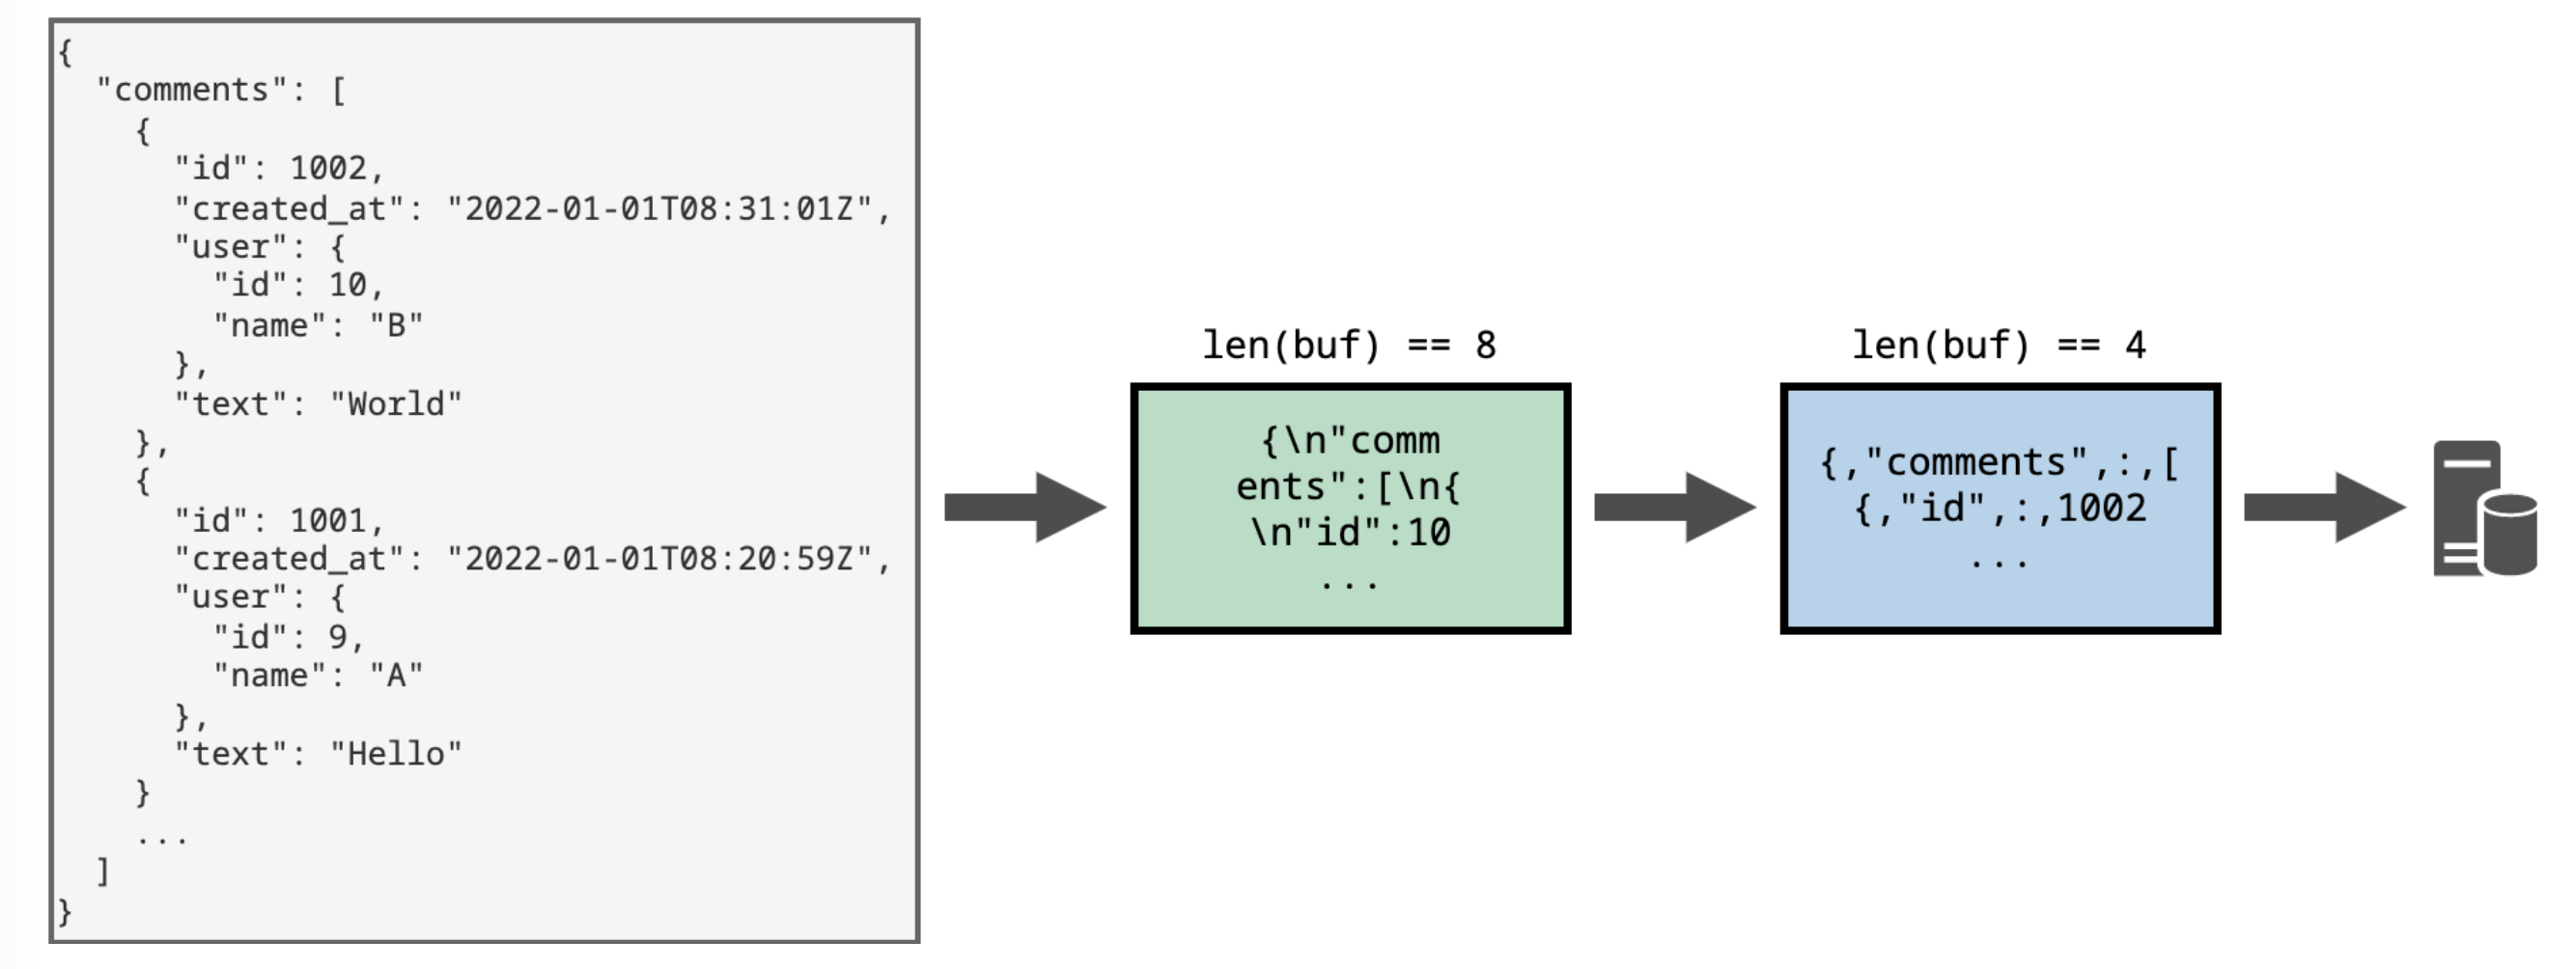 {
  "comments": [
    {
      "id": 1002,
      "created_at": "2022-01-01T08:31:01Z",
      "user": {
        "id": 10,
        "name": "B"
      },
      "text": "World"
    },
    {
      "id": 1001,
      "created_at": "2022-01-01T08:20:59Z",
      "user": {
        "id": 9,
        "name": "A"
      },
      "text": "Hello"
    }
    ...
  ]
}
len(buf) == 8
{\n"comm
ents":[\n{
\n"id":10
...
len(buf) == 4
{,"comments",:,[
{,"id",:,1002
...